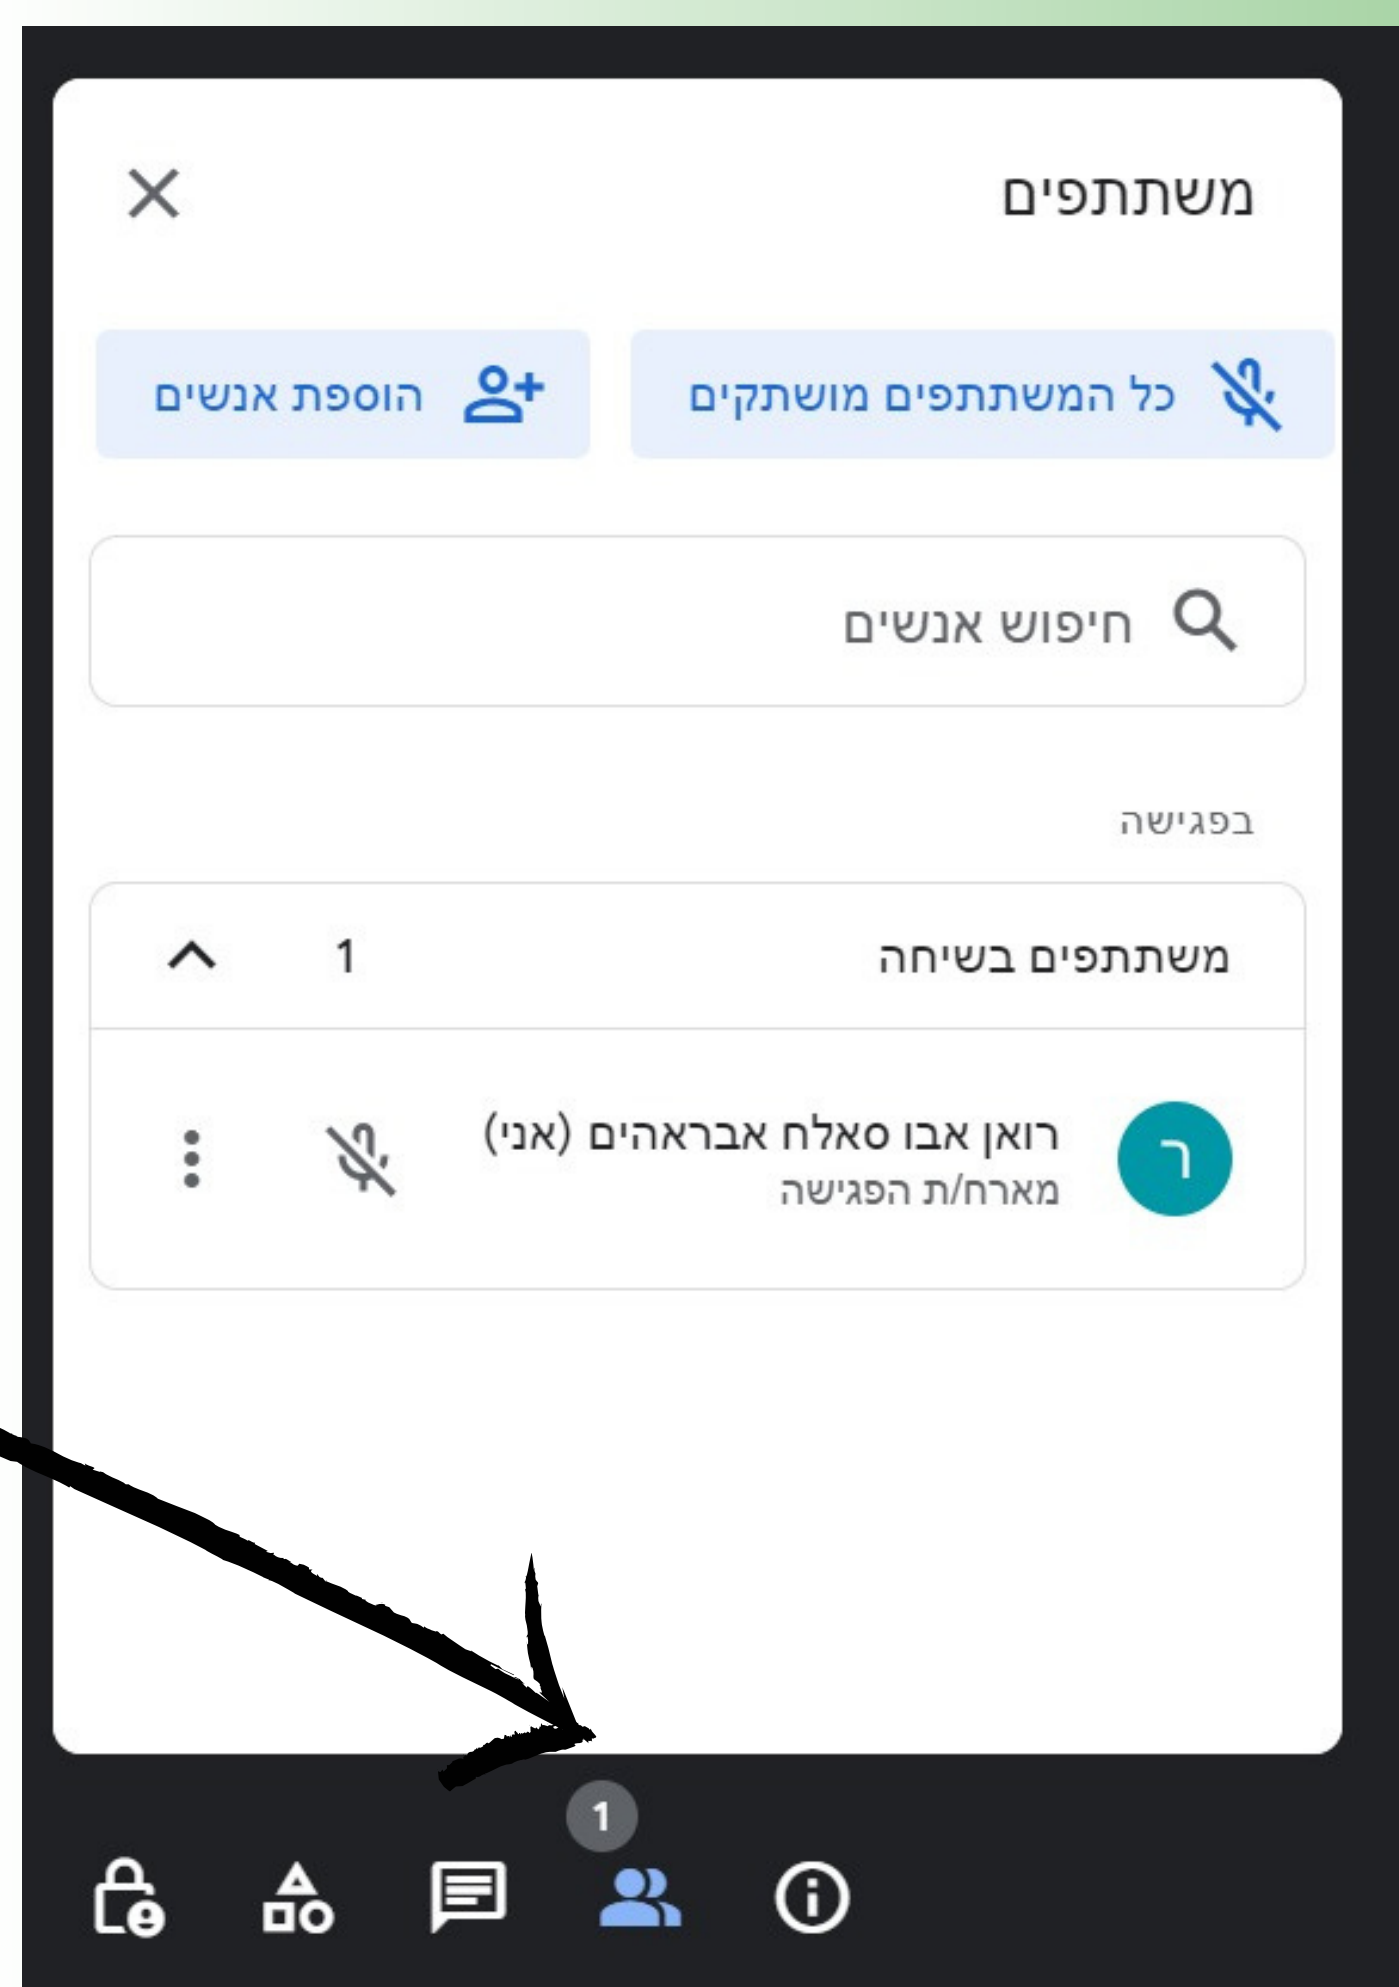 משתתפים
כל המשתתפים מושתקים
הוספת אנשים
חיפוש אנשים
בפגישה
משתתפים בשיחה 1
ר
רואן אבו סאלח אבראהים (אני)
מארח/ת הפגישה
1